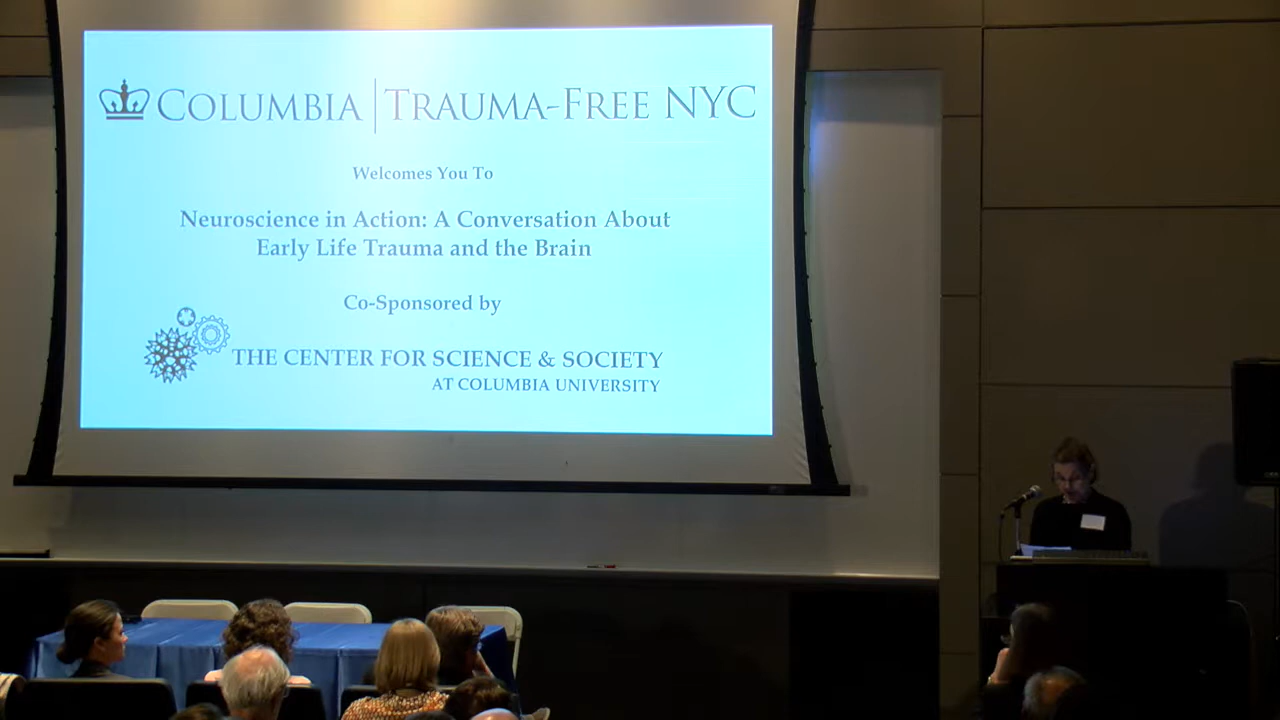 COLUMBIA | TRAUMA-FREE NYC
Welcomes You To
Neuroscience in Action: A Conversation About
Early Life Trauma and the Brain
Co-Sponsored by
THE CENTER FOR SCIENCE & SOCIETY
AT COLUMBIA UNIVERSITY